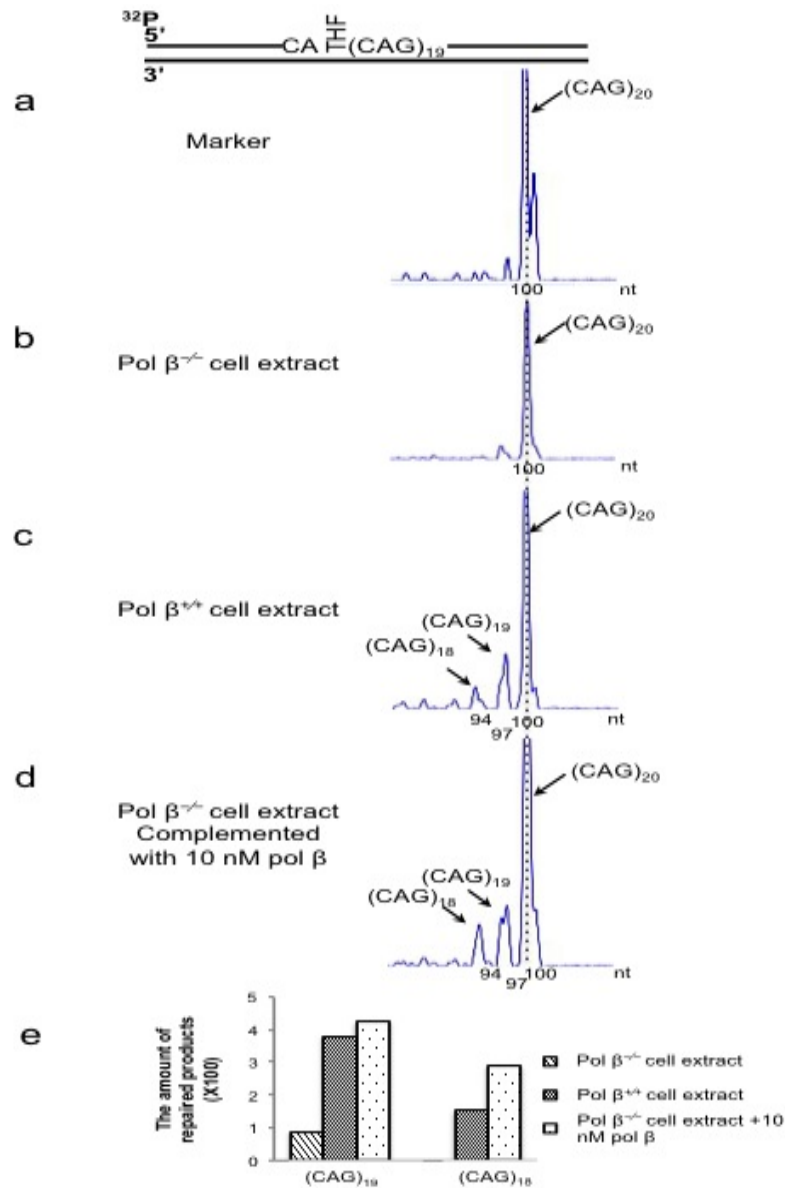 ³²P
5'
CA THF (CAG)₁₉
3'
a
Marker
(CAG)₂₀
100 nt
b
Pol β⁻/⁻ cell extract
(CAG)₂₀
100 nt
c
Pol β⁺/⁺ cell extract
(CAG)₂₀
(CAG)₁₉
(CAG)₁₈
94 100 nt
97
d
Pol β⁻/⁻ cell extract
Complemented
with 10 nM pol β
(CAG)₂₀
(CAG)₁₉
(CAG)₁₈
94 100 nt
97
e
The amount of
repaired products
(X100)
5
4
3
2
1
0
(CAG)₁₉ (CAG)₁₈
Pol β⁻/⁻ cell extract
Pol β⁺/⁺ cell extract
Pol β⁻/⁻ cell extract +10
nM pol β